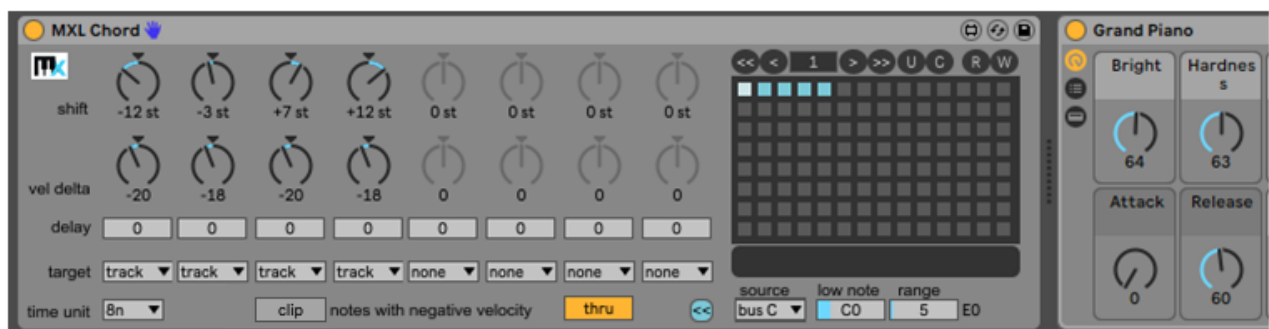 MXL Chord
Grand Piano
mx
<< < 1 > >> U C R W
Bright Hardnes
s
shift -12 st -3 st +7 st +12 st 0 st 0 st 0 st 0 st
64 63
vel delta -20 -18 -20 -18 0 0 0 0
delay 0 0 0 0 0 0 0 0
Attack Release
target track track track track none none none none
0 60
time unit 8n clip notes with negative velocity thru <<
source low note range
bus C C0 5 E0